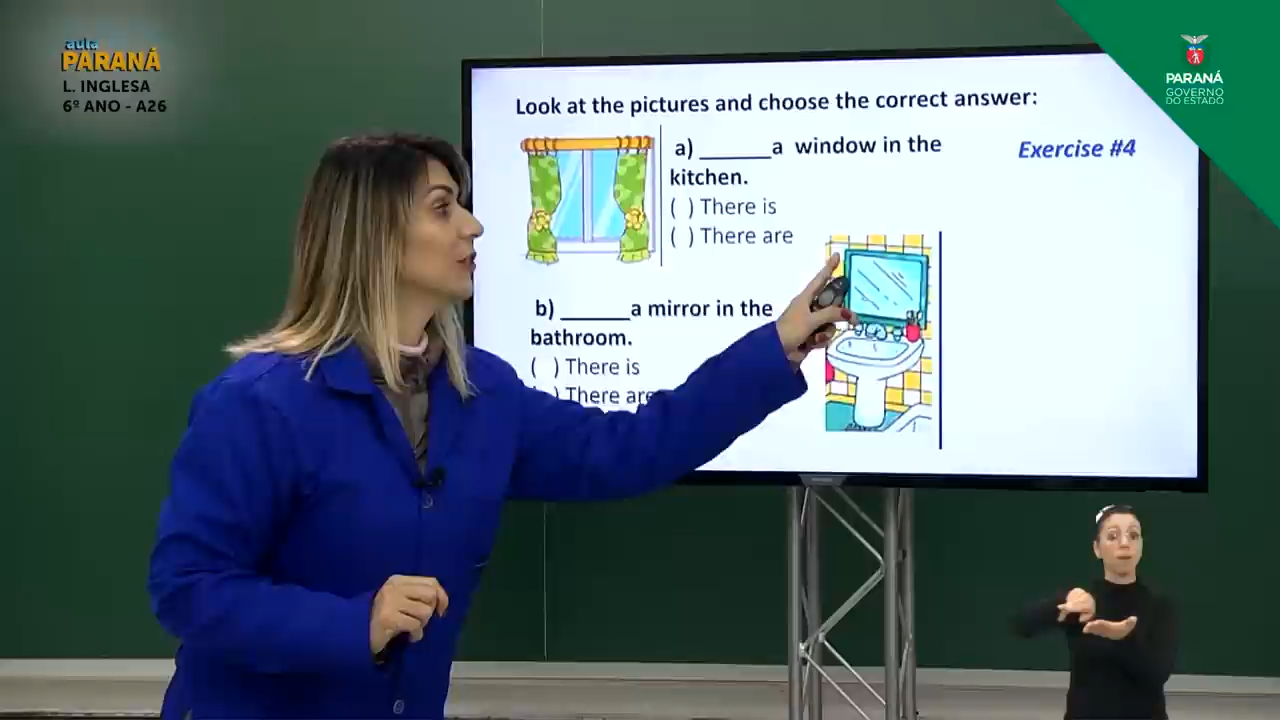 aula
PARANÁ
L. INGLESA
6º ANO - A26
PARANÁ
GOVERNO
DO ESTADO
Look at the pictures and choose the correct answer:
Exercise #4
a) ______a window in the
kitchen.
( ) There is
( ) There are
b) ______a mirror in the
bathroom.
( ) There is
) There are